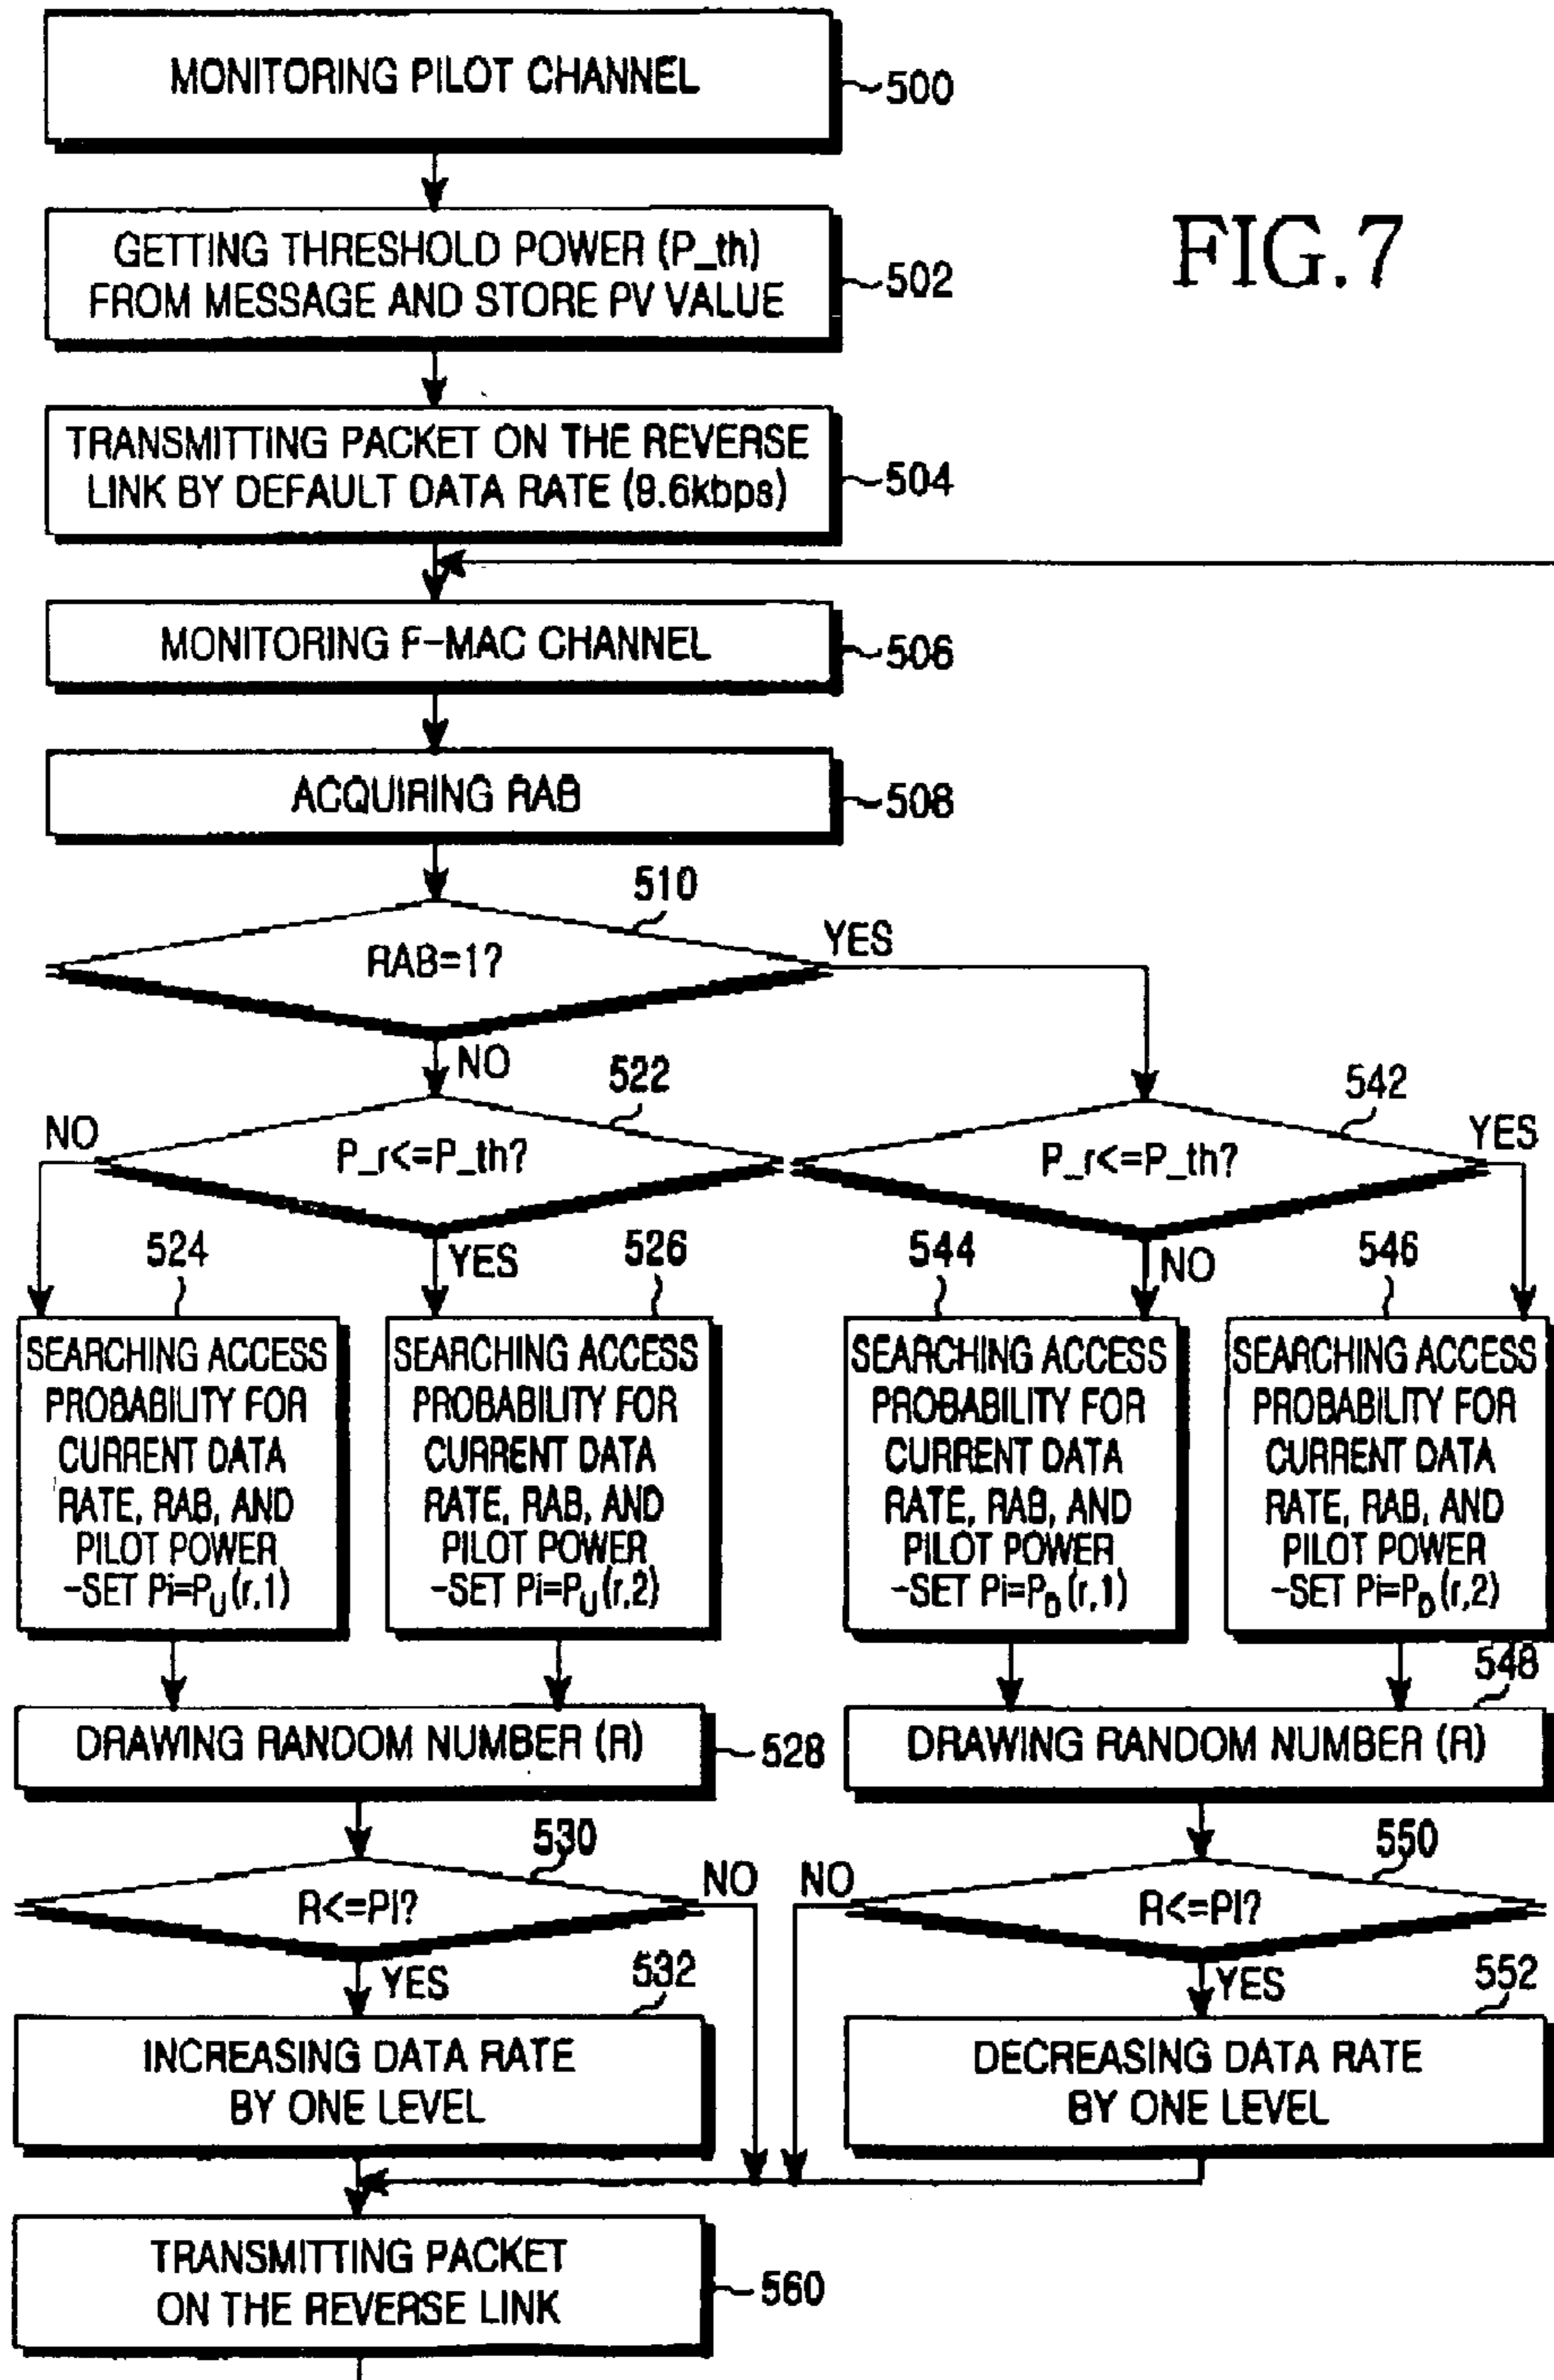 MONITORING PILOT CHANNEL
500
FIG.7
GETTING THRESHOLD POWER (P_th)
FROM MESSAGE AND STORE PV VALUE
502
TRANSMITTING PACKET ON THE REVERSE
LINK BY DEFAULT DATA RATE (9.6kbps)
504
MONITORING F-MAC CHANNEL
506
ACQUIRING RAB
508
510
RAB=1?
YES
NO
522
542
NO
P_r<=P_th?
P_r<=P_th?
YES
524
YES
526
544
NO
546
SEARCHING ACCESS
PROBABILITY FOR
CURRENT DATA
RATE, RAB, AND
PILOT POWER
-SET Pi=P_U(r,1)
SEARCHING ACCESS
PROBABILITY FOR
CURRENT DATA
RATE, RAB, AND
PILOT POWER
-SET Pi=P_U(r,2)
SEARCHING ACCESS
PROBABILITY FOR
CURRENT DATA
RATE, RAB, AND
PILOT POWER
-SET Pi=P_D(r,1)
SEARCHING ACCESS
PROBABILITY FOR
CURRENT DATA
RATE, RAB, AND
PILOT POWER
-SET Pi=P_D(r,2)
DRAWING RANDOM NUMBER (R)
528
548
DRAWING RANDOM NUMBER (R)
530
R<=Pi?
NO
YES
550
NO
R<=Pi?
YES
532
INCREASING DATA RATE
BY ONE LEVEL
552
DECREASING DATA RATE
BY ONE LEVEL
TRANSMITTING PACKET
ON THE REVERSE LINK
560